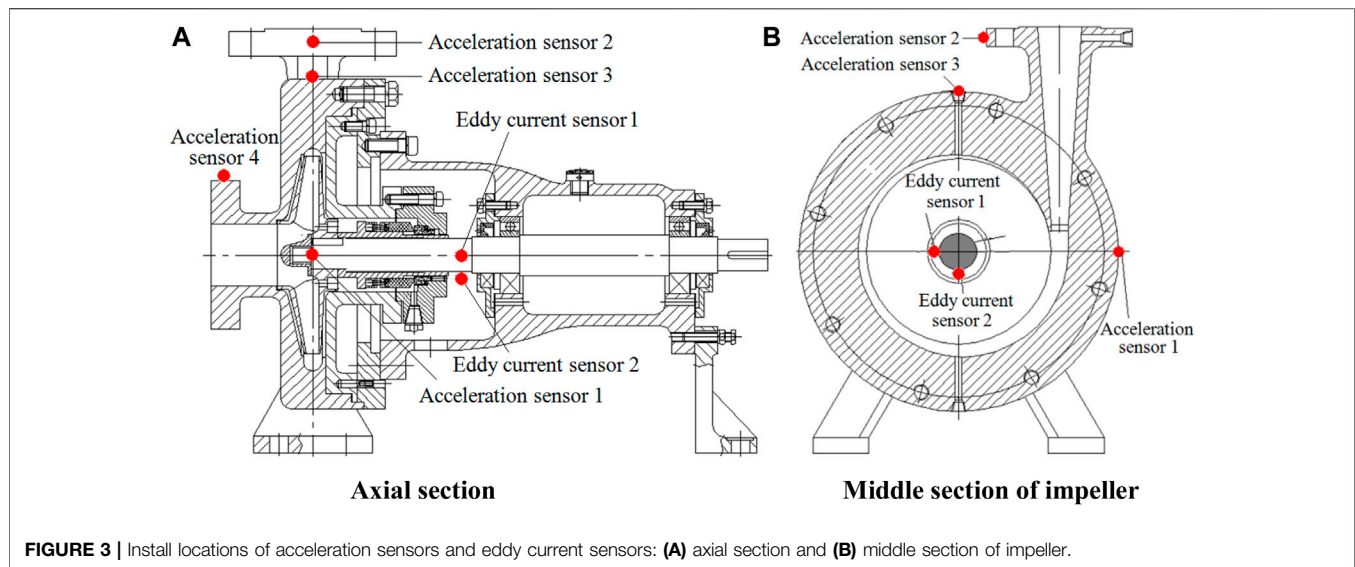 A
Acceleration sensor 2
Acceleration sensor 3
Eddy current sensor 1
Acceleration
sensor 4
Eddy current sensor 2
Acceleration sensor 1
Axial section
B
Acceleration sensor 2
Acceleration sensor 3
Eddy current
sensor 1
Eddy current
sensor 2
Acceleration
sensor 1
Middle section of impeller
FIGURE 3 | Install locations of acceleration sensors and eddy current sensors: (A) axial section and (B) middle section of impeller.